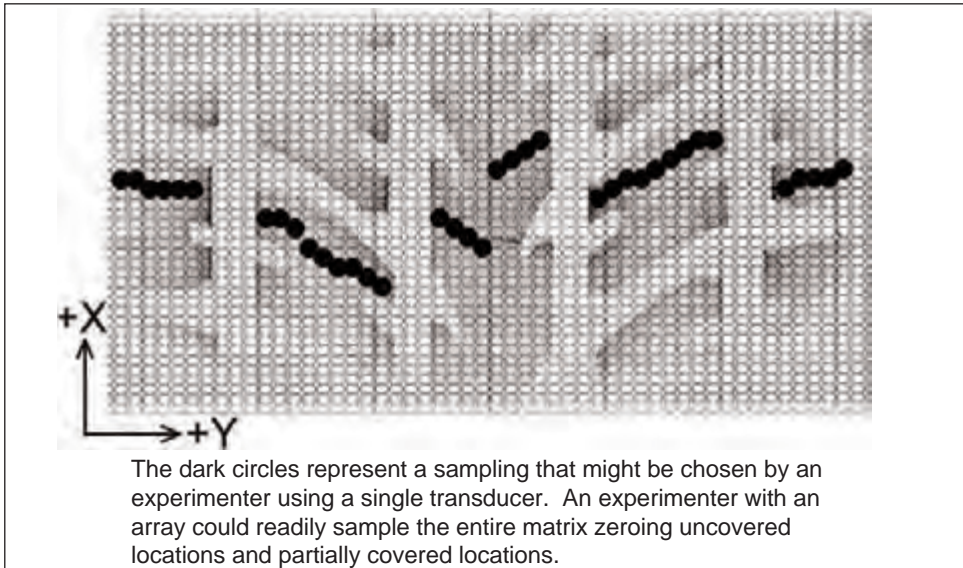 +X
+Y
The dark circles represent a sampling that might be chosen by an
experimenter using a single transducer.  An experimenter with an
array could readily sample the entire matrix zeroing uncovered
locations and partially covered locations.